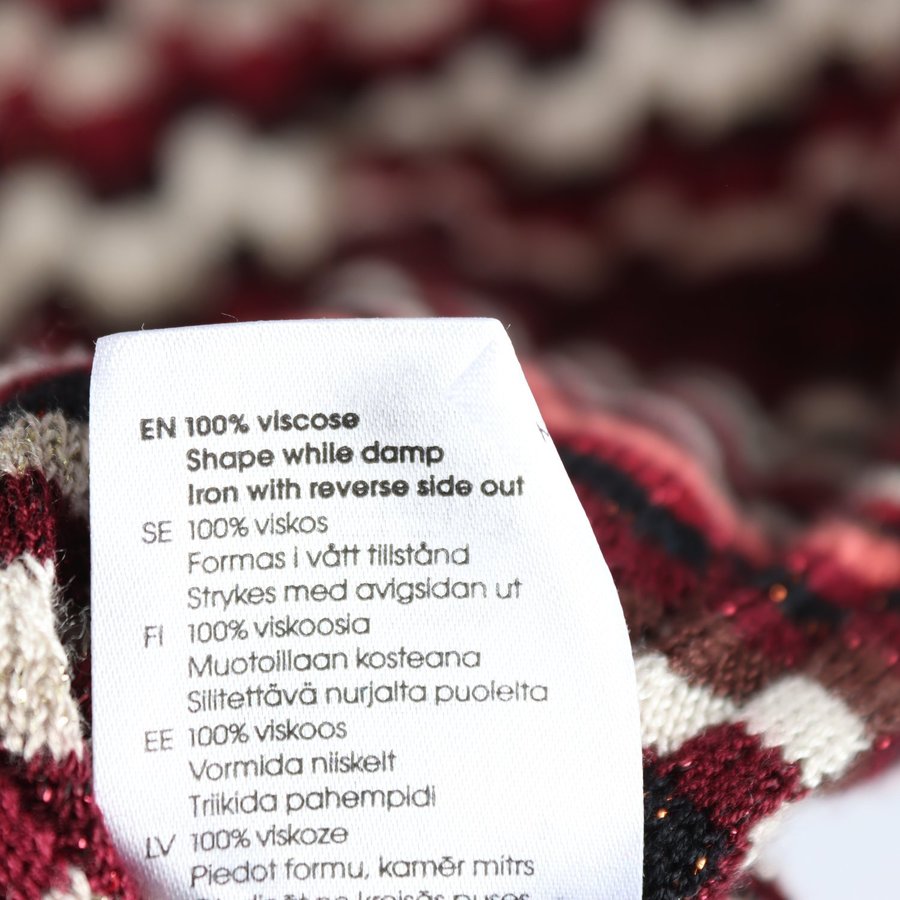 EN 100% viscose
Shape while damp
Iron with reverse side out
SE 100% viskos
Formas i vått tillstånd
Strykes med avigsidan ut
FI 100% viskoosia
Muotoillaan kosteana
Silitettävä nurjalta puolelta
EE 100% viskoos
Vormida niiskelt
Triikida pahempidi
LV 100% viskoze
Piedot formu, kamēr mitrs